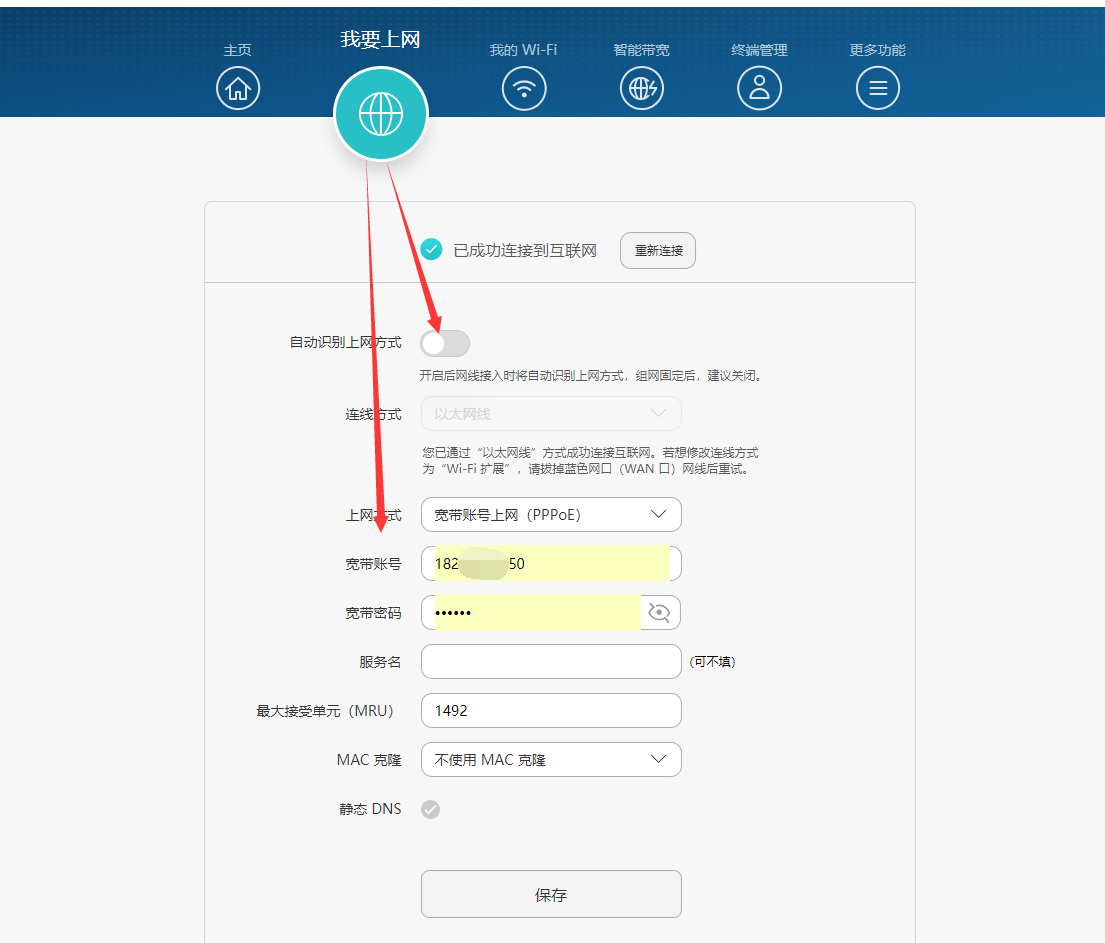 主页
我要上网
我的 Wi-Fi
智能带宽
终端管理
更多功能
已成功连接到互联网
重新连接
自动识别上网方式
开启后网线接入时将自动识别上网方式，组网固定后，建议关闭。
连线方式
以太网线
您已通过“以太网线”方式成功连接互联网。若想修改连线方式
为“Wi-Fi 扩展”，请拔掉蓝色网口（WAN 口）网线后重试。
上网方式
宽带账号上网（PPPoE）
宽带账号
182 50
宽带密码
••••••
服务名
(可不填)
最大接受单元（MRU）
1492
MAC 克隆
不使用 MAC 克隆
静态 DNS
保存